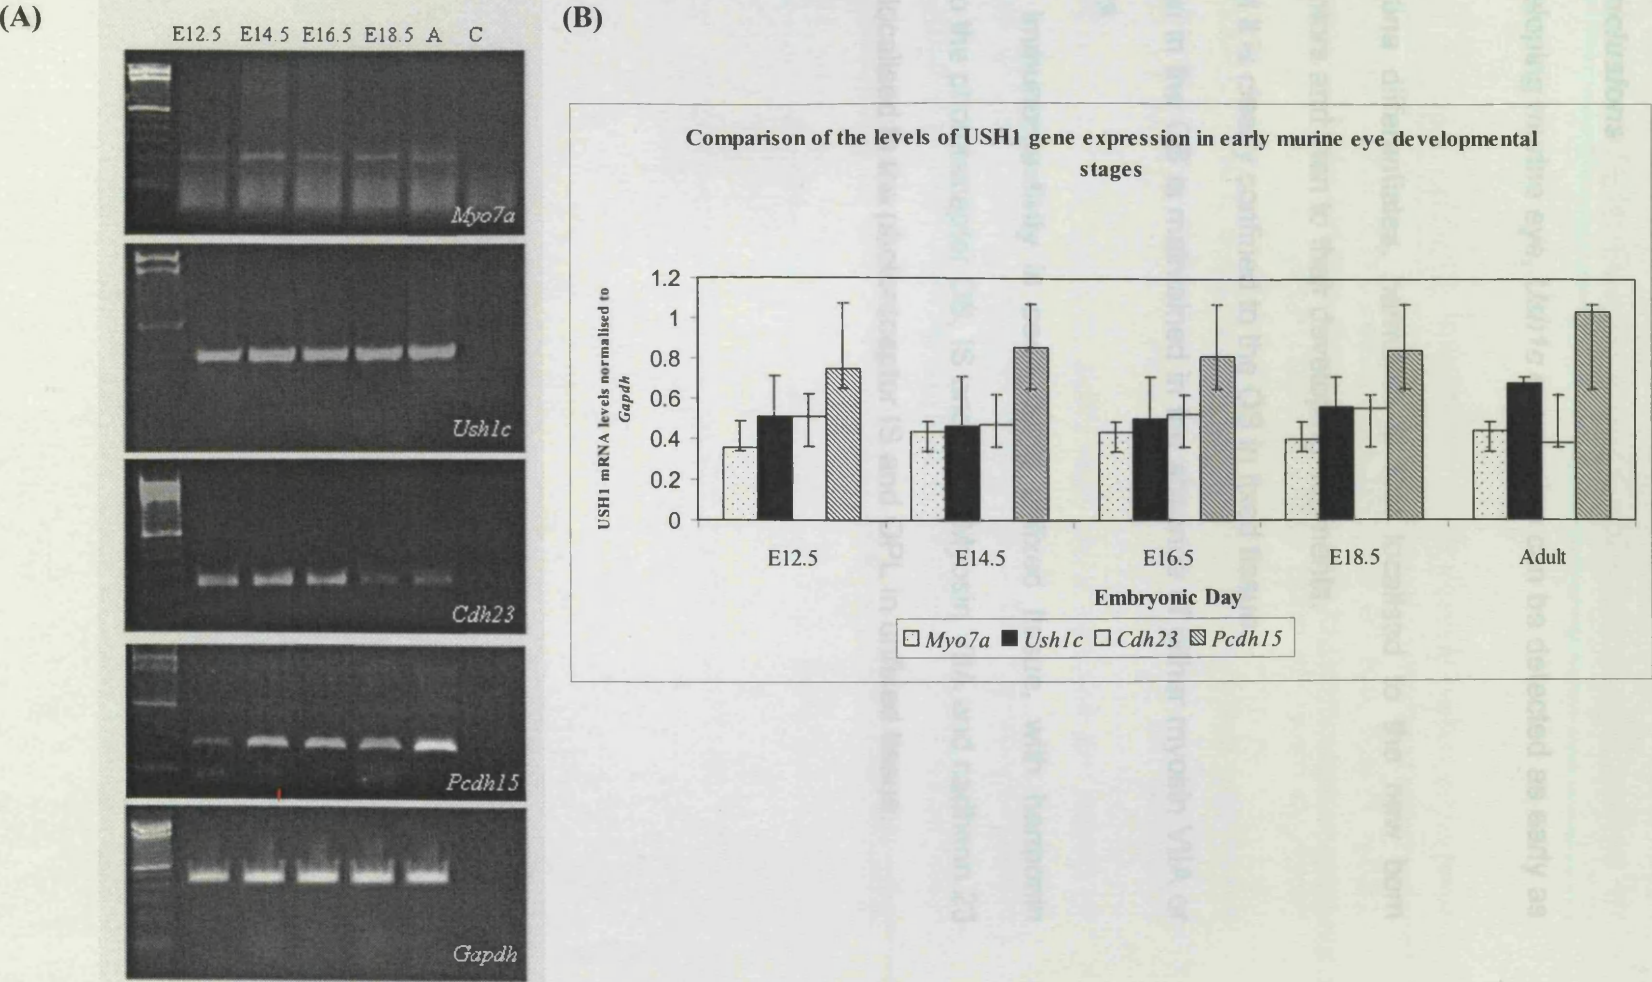 (A)
E12.5 E14.5 E16.5 E18.5 A C
Myo7a
Ush1c
Cdh23
Pcdh15
Gapdh
(B)
Comparison of the levels of USH1 gene expression in early murine eye developmental
stages
USH1 mRNA levels normalised to
Gapdh
1.2
1
0.8
0.6
0.4
0.2
0
E12.5 E14.5 E16.5 E18.5 Adult
Embryonic Day
Myo7a Ush1c Cdh23 Pcdh15